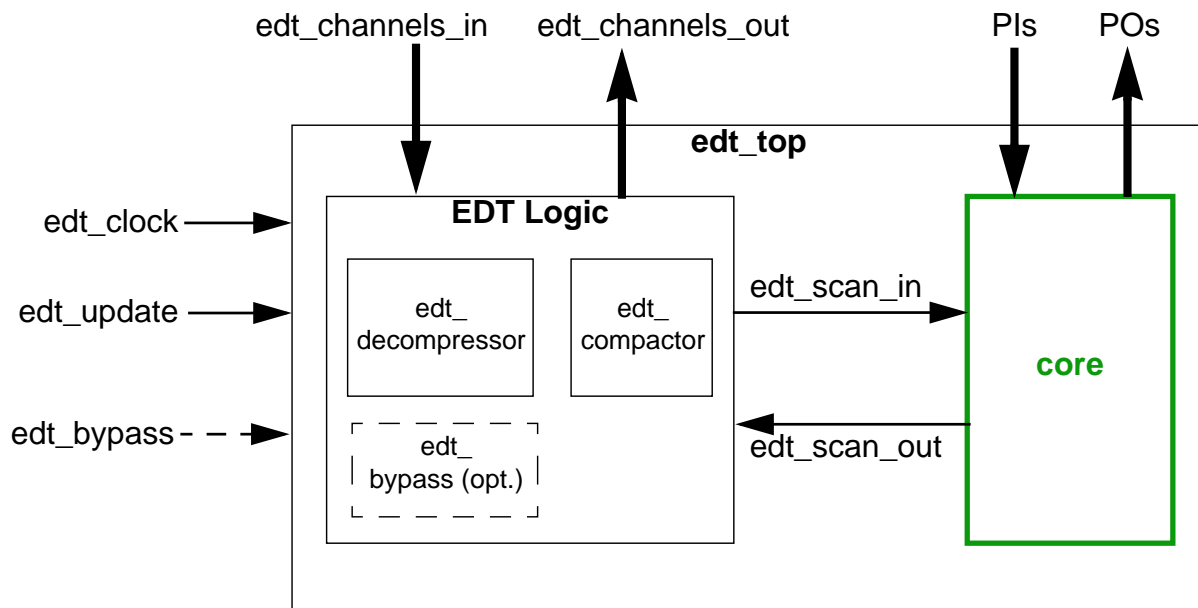 edt_channels_in
edt_channels_out
PIs
POs
edt_top
EDT Logic
edt_clock
edt_update
edt_bypass
edt_
decompressor
edt_
compactor
edt_
bypass (opt.)
edt_scan_in
edt_scan_out
core